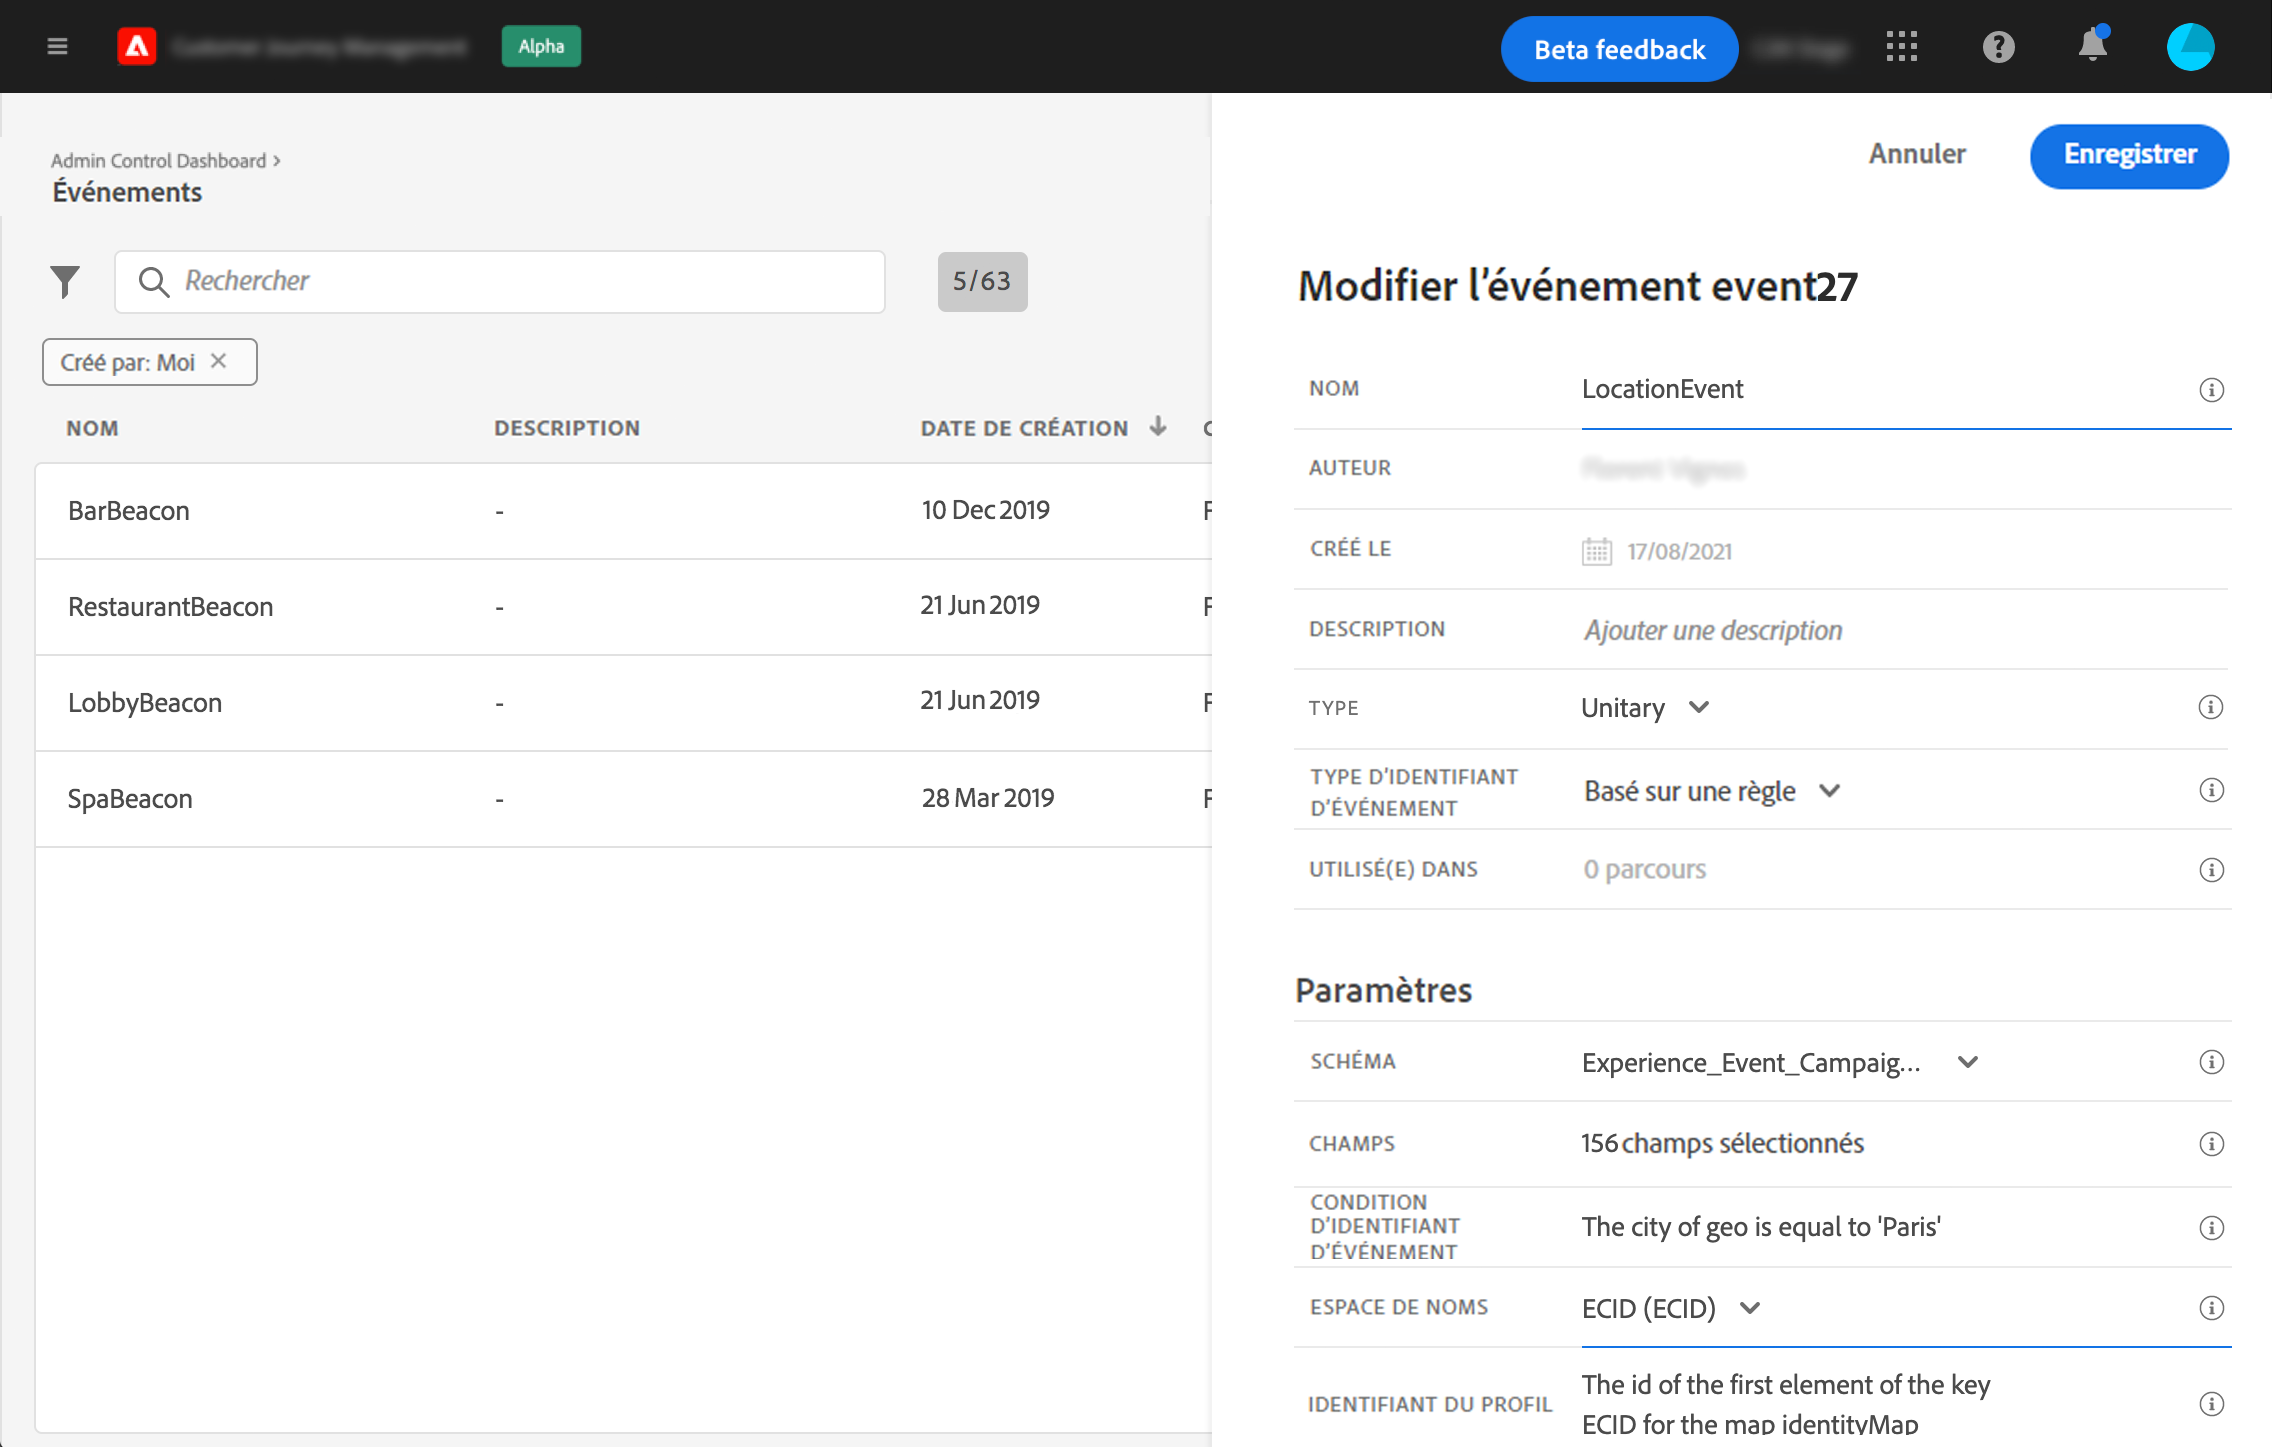 Alpha
Beta feedback
Admin Control Dashboard >
Événements
Rechercher
5/63
Créé par: Moi ✕
NOM DESCRIPTION DATE DE CRÉATION
BarBeacon - 10 Dec 2019 F
RestaurantBeacon - 21 Jun 2019 F
LobbyBeacon - 21 Jun 2019 F
SpaBeacon - 28 Mar 2019 F
Annuler Enregistrer
Modifier l'événement event27
NOM LocationEvent
AUTEUR
CRÉÉ LE 17/08/2021
DESCRIPTION Ajouter une description
TYPE Unitary
TYPE D'IDENTIFIANT
D'ÉVÉNEMENT
Basé sur une règle
UTILISÉ(E) DANS 0 parcours
Paramètres
SCHÉMA Experience_Event_Campaig...
CHAMPS 156 champs sélectionnés
CONDITION
D'IDENTIFIANT
D'ÉVÉNEMENT
The city of geo is equal to 'Paris'
ESPACE DE NOMS ECID (ECID)
IDENTIFIANT DU PROFIL
The id of the first element of the key
ECID for the map identityMap